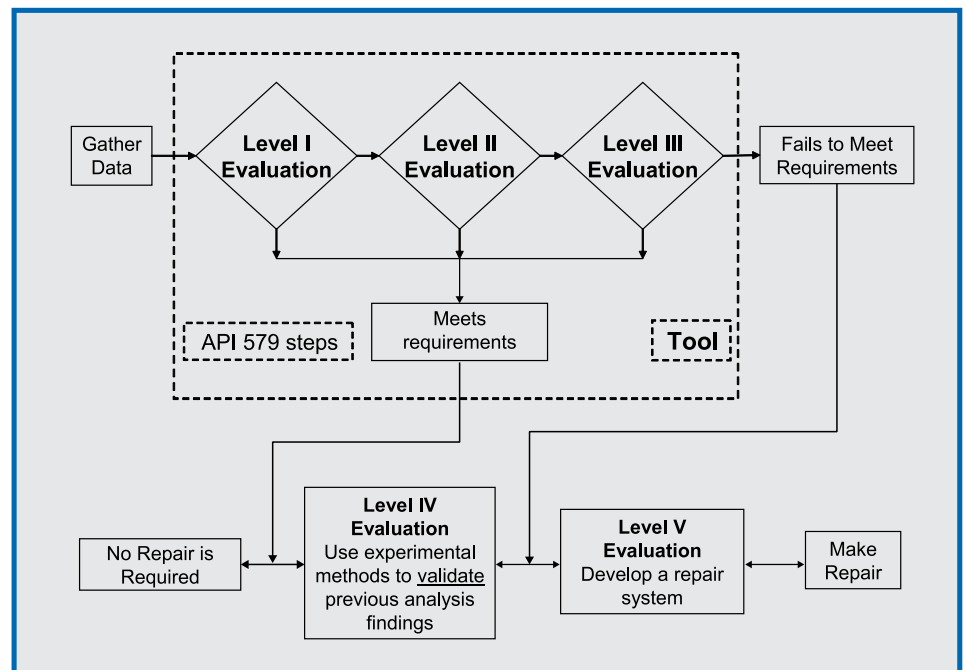 Gather
Data
Level I
Evaluation
Level II
Evaluation
Level III
Evaluation
Fails to Meet
Requirements
Meets
requirements
API 579 steps
Tool
No Repair is
Required
Level IV
Evaluation
Use experimental
methods to validate
previous analysis
findings
Level V
Evaluation
Develop a repair
system
Make
Repair